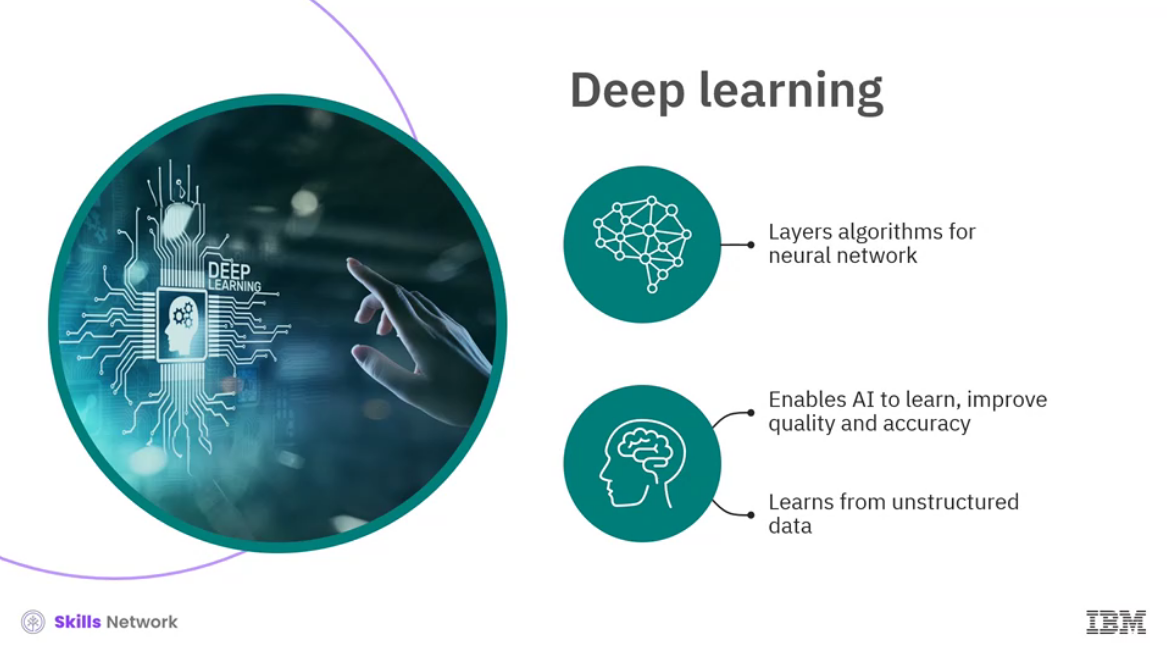 Deep learning
DEEP
LEARNING
Layers algorithms for
neural network
Enables AI to learn, improve
quality and accuracy
Learns from unstructured
data
Skills Network
IBM